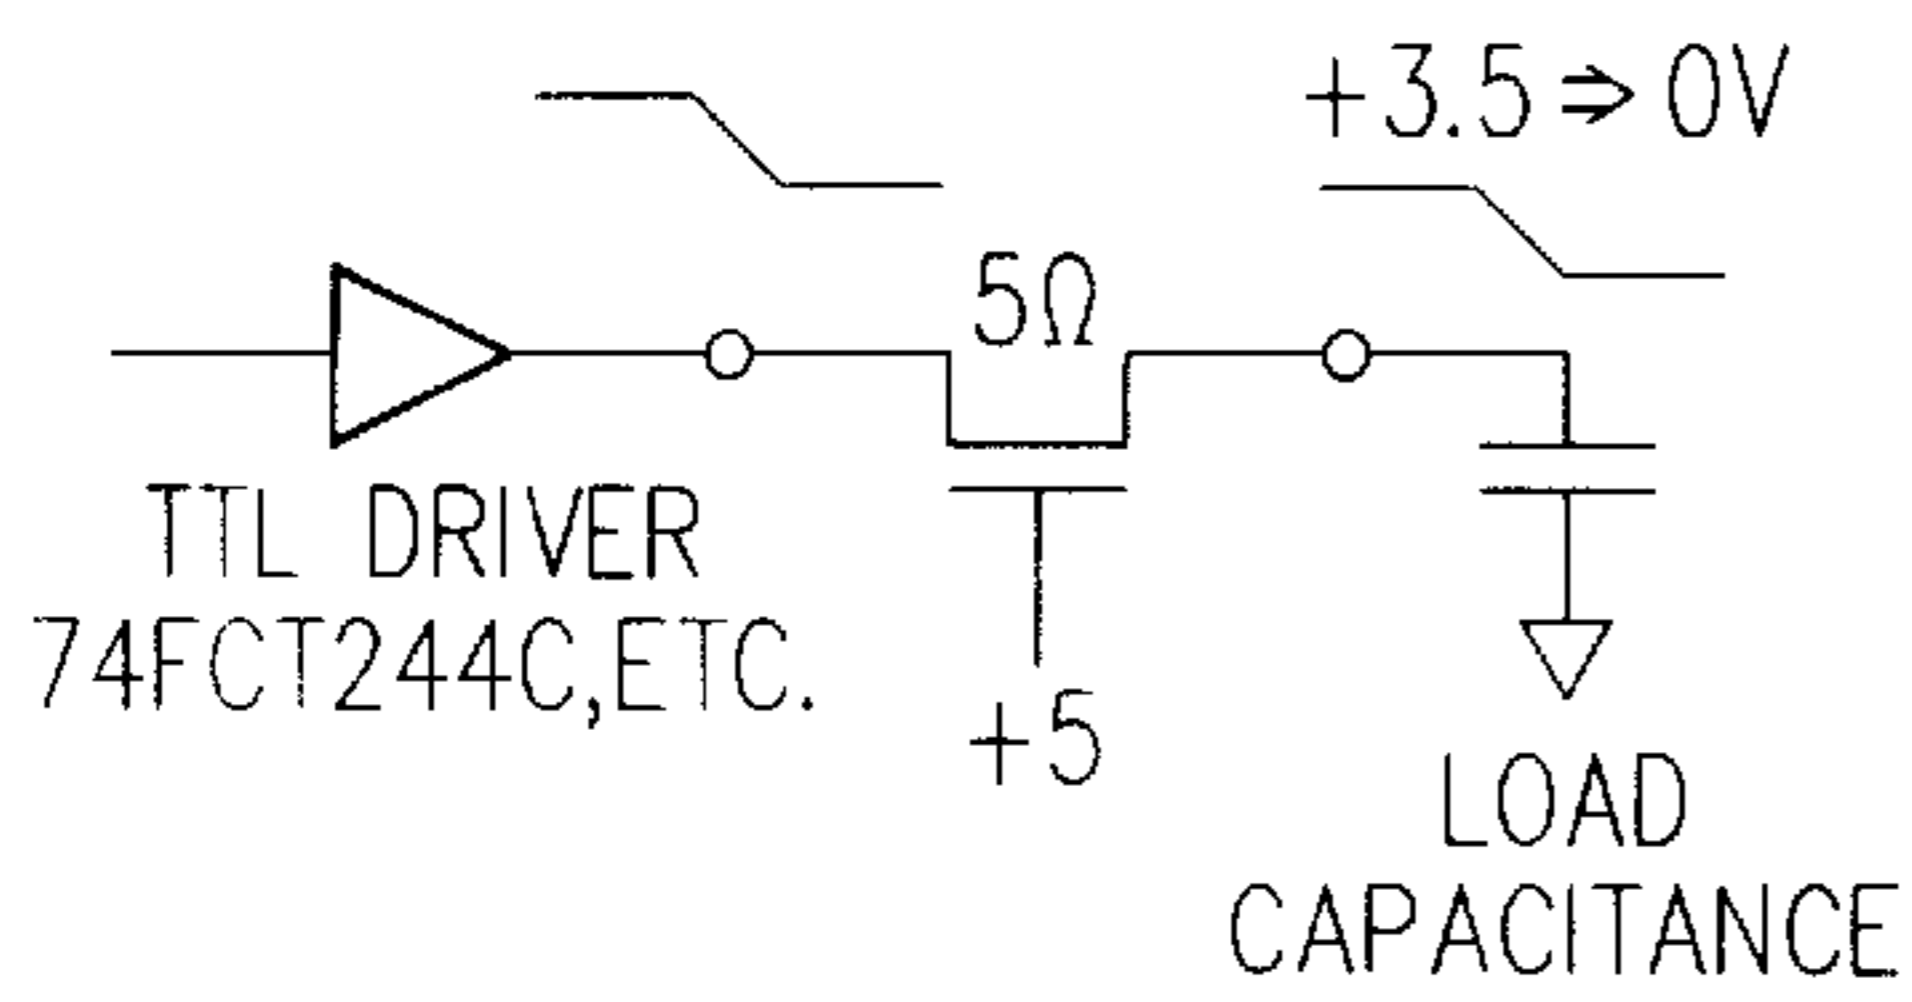 +3.5⇒0V
5Ω
TTL DRIVER
74FCT244C,ETC.
+5
LOAD
CAPACITANCE